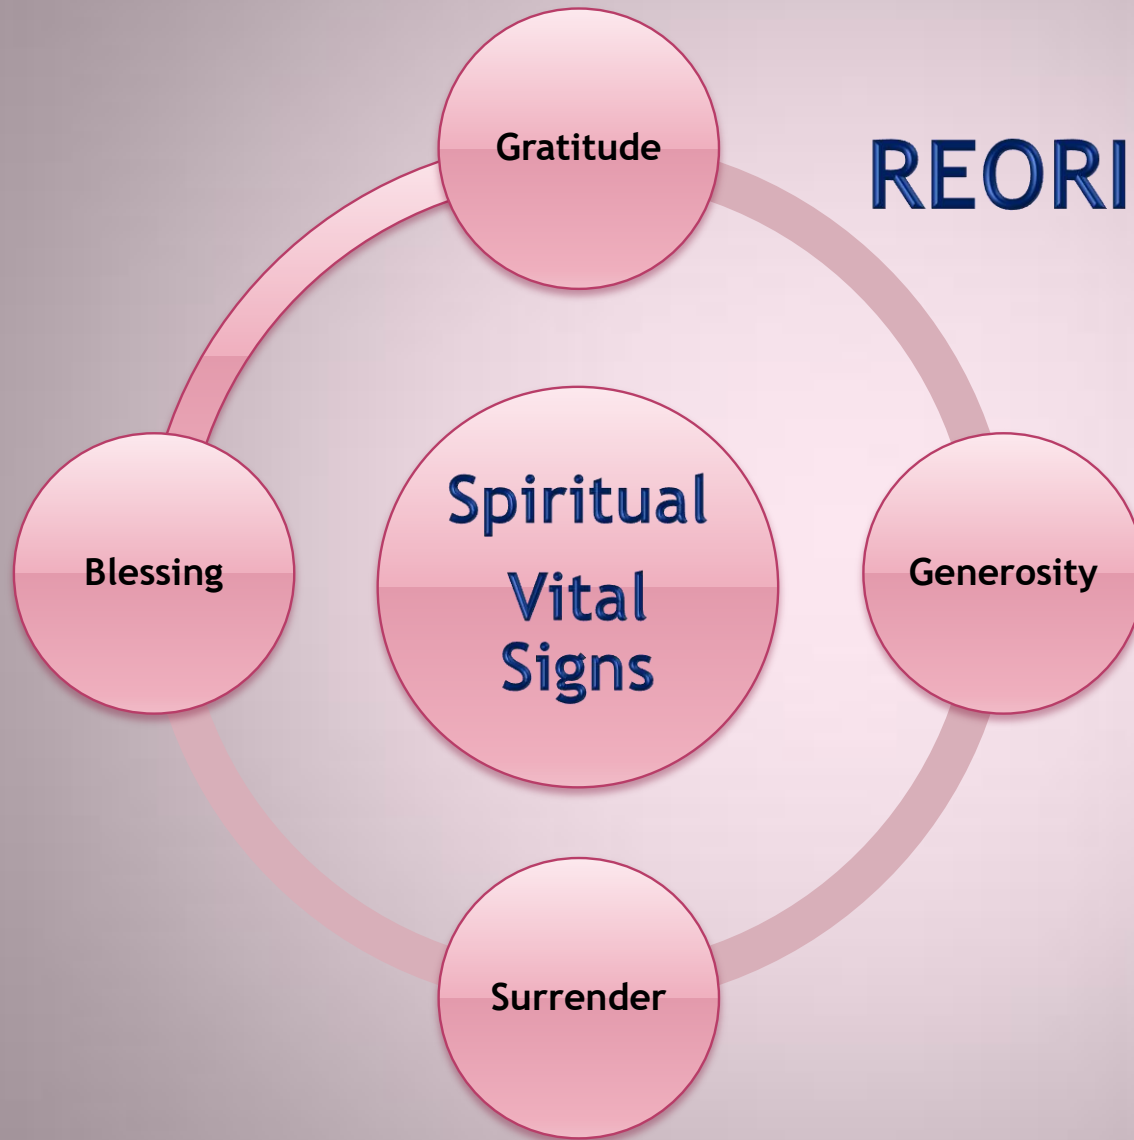 Gratitude
REORI
Spiritual
Vital
Signs
Blessing
Generosity
Surrender